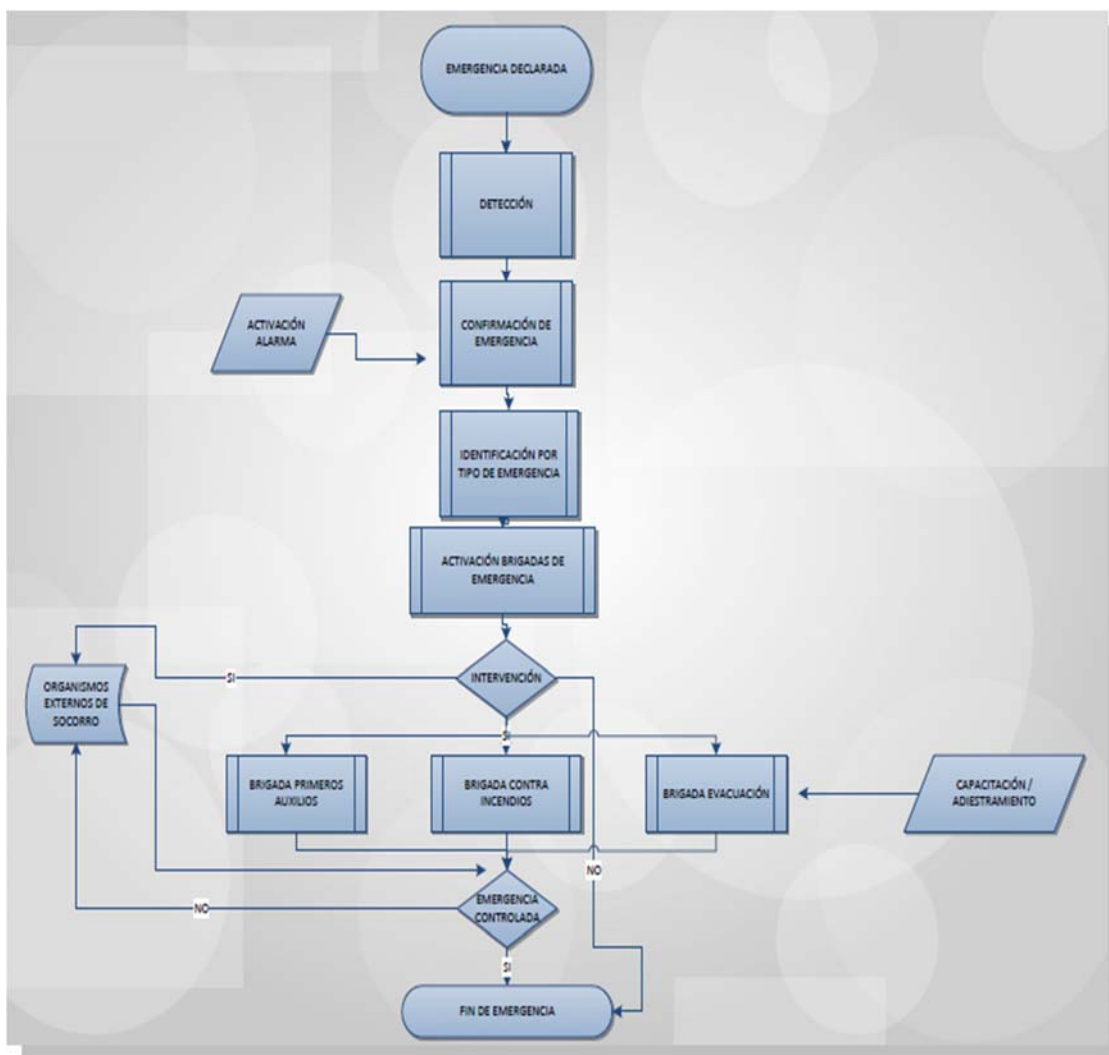 EMERGENCIA DECLARADA
DETECCIÓN
ACTIVACIÓN
ALARMA
CONFIRMACIÓN DE
EMERGENCIA
IDENTIFICACIÓN POR
TIPO DE EMERGENCIA
ACTIVACIÓN BRIGADAS DE
EMERGENCIA
INTERVENCIÓN
SI
ORGANISMOS
EXTERNOS DE
SOCORRO
SI
BRIGADA PRIMEROS
AUXILIOS
BRIGADA CONTRA
INCENDIOS
BRIGADA EVACUACIÓN
CAPACITACIÓN /
ADIESTRAMIENTO
NO
EMERGENCIA
CONTROLADA
NO
SI
FIN DE EMERGENCIA